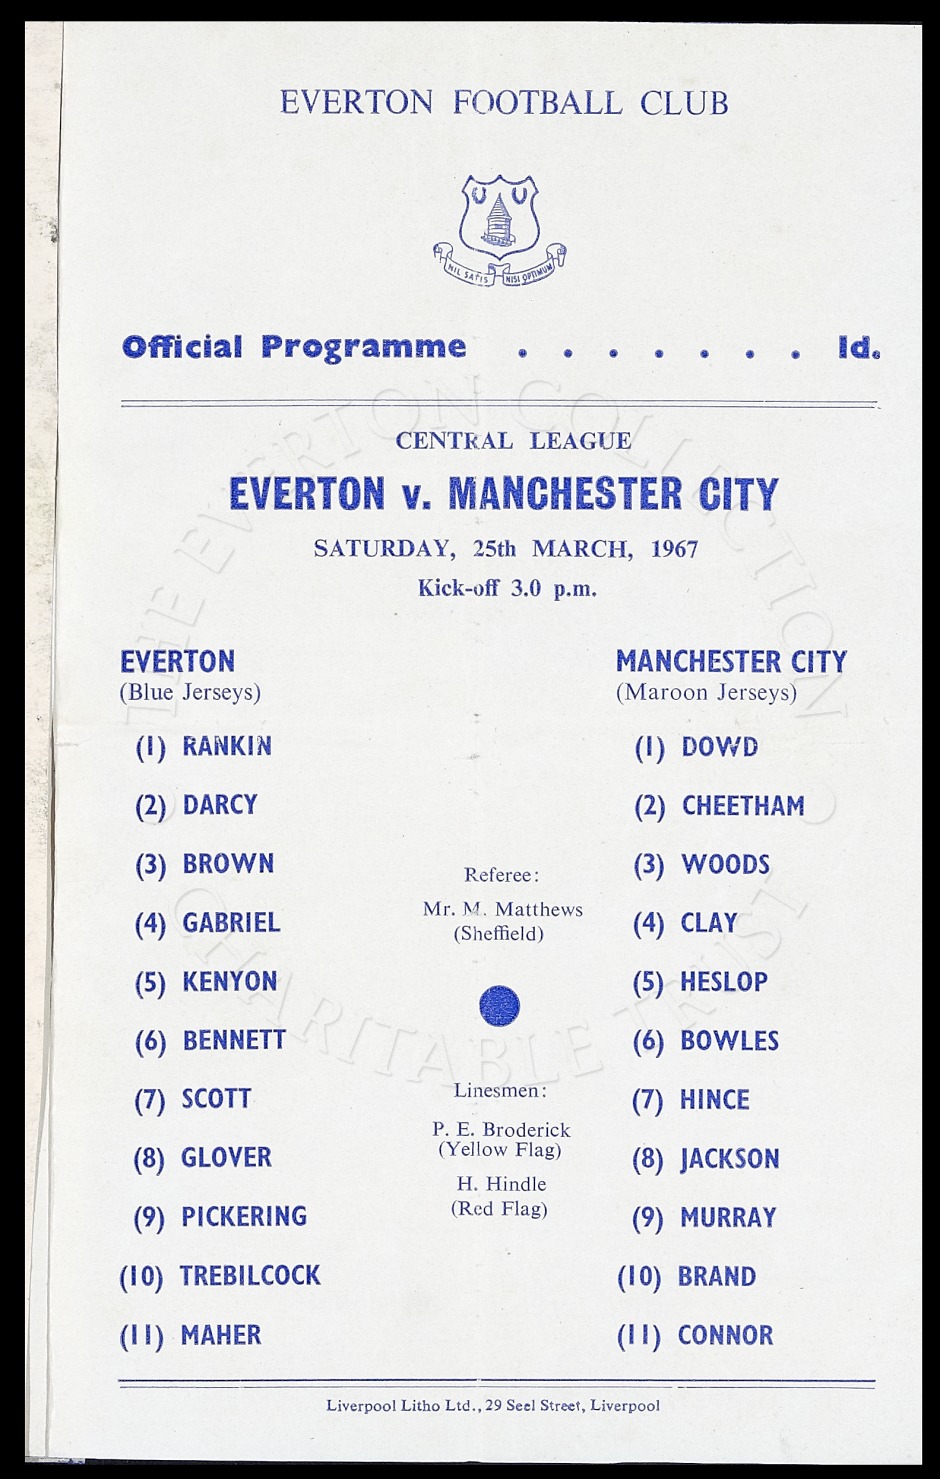 EVERTON FOOTBALL CLUB
NIL SATIS NISI OPTIMUM
Official Programme . . . . . . . 1d.
CENTRAL LEAGUE
EVERTON v. MANCHESTER CITY
SATURDAY, 25th MARCH, 1967
Kick-off 3.0 p.m.
EVERTON
(Blue Jerseys)
(1) RANKIN
(2) DARCY
(3) BROWN
(4) GABRIEL
(5) KENYON
(6) BENNETT
(7) SCOTT
(8) GLOVER
(9) PICKERING
(10) TREBILCOCK
(11) MAHER
Referee:
Mr. M. Matthews
(Sheffield)
Linesmen:
P. E. Broderick
(Yellow Flag)
H. Hindle
(Red Flag)
MANCHESTER CITY
(Maroon Jerseys)
(1) DOWD
(2) CHEETHAM
(3) WOODS
(4) CLAY
(5) HESLOP
(6) BOWLES
(7) HINCE
(8) JACKSON
(9) MURRAY
(10) BRAND
(11) CONNOR
Liverpool Litho Ltd., 29 Seel Street, Liverpool
THE EVERTON COLLECTION
CHARITABLE TRUST